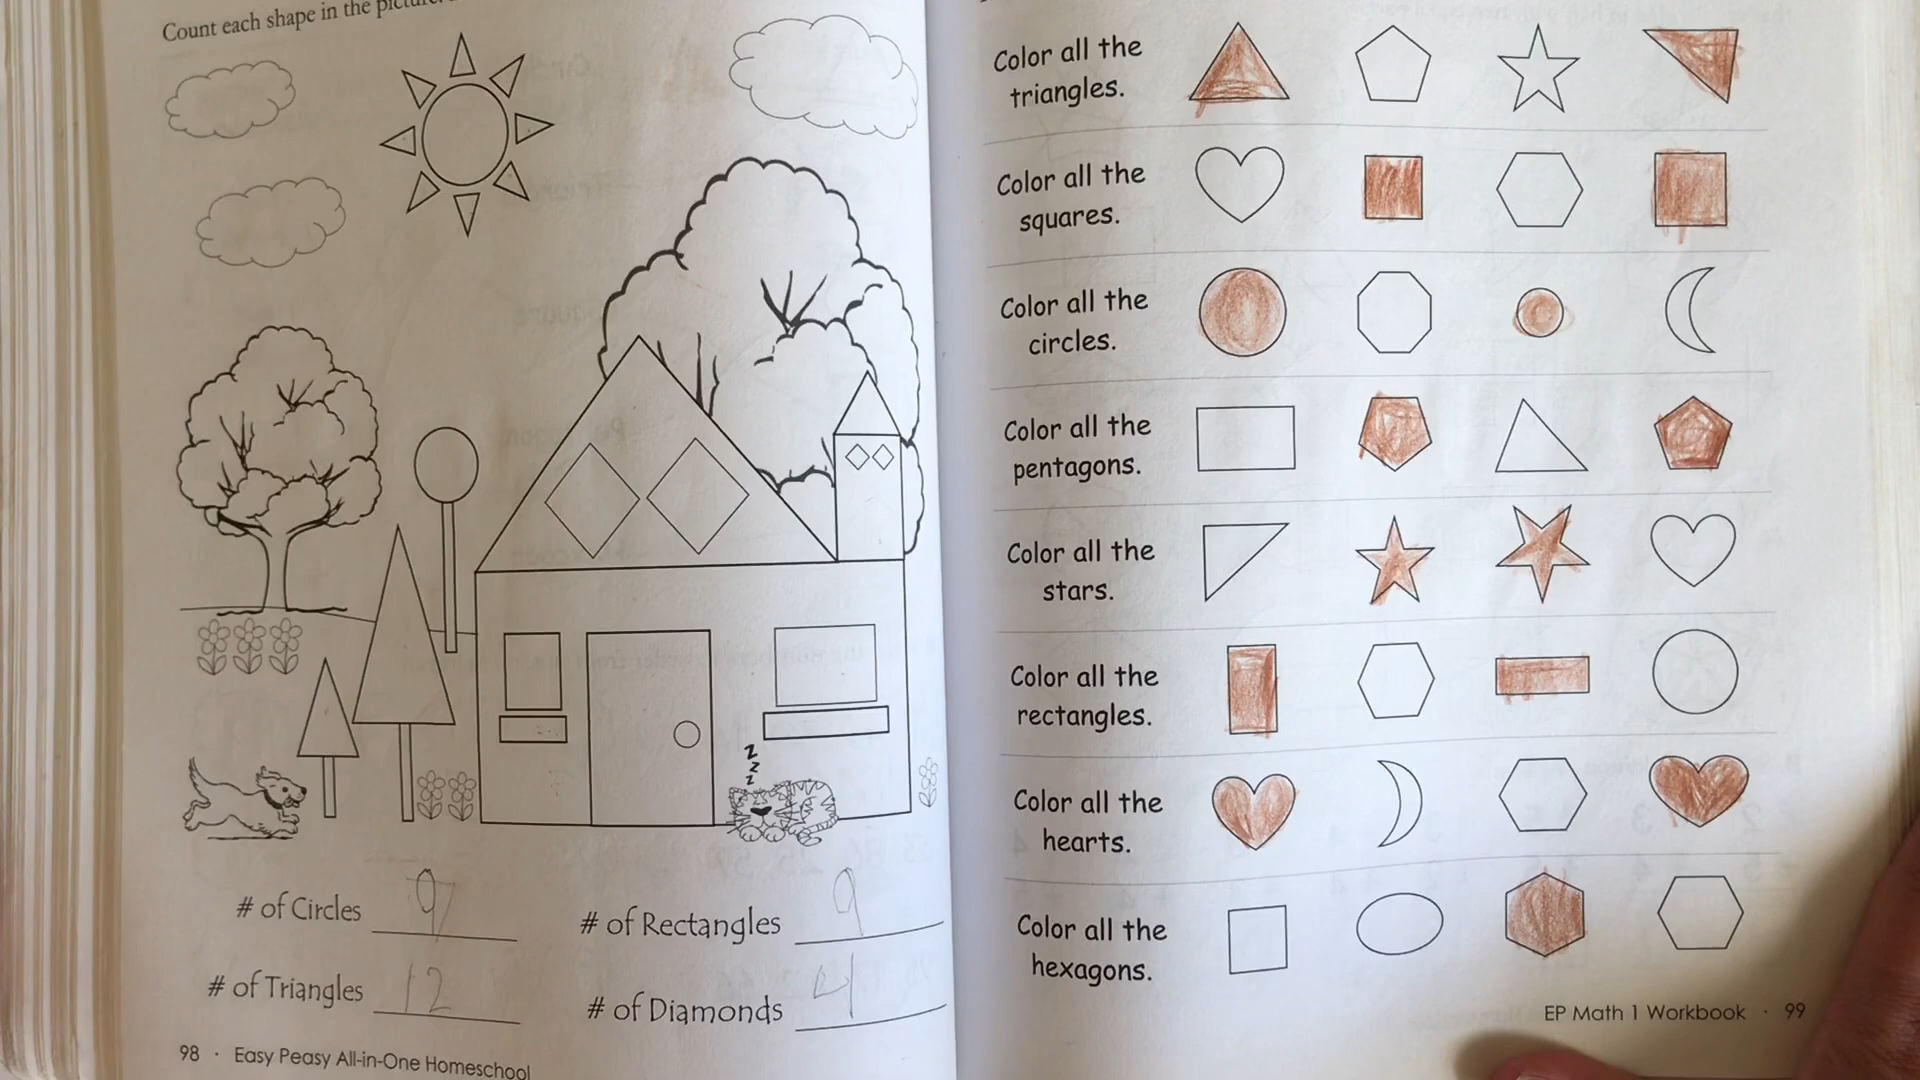 Count each shape in the picture.
z
z
z
# of Circles 9
# of Rectangles 9
# of Triangles 12
# of Diamonds 4
98 · Easy Peasy All-in-One Homeschool
Color all the
triangles.
Color all the
squares.
Color all the
circles.
Color all the
pentagons.
Color all the
stars.
Color all the
rectangles.
Color all the
hearts.
Color all the
hexagons.
EP Math 1 Workbook · 99